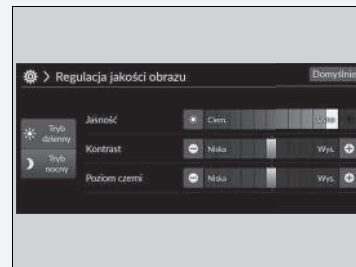 > Regulacja jakości obrazu
Domyślnie
Tryb dzienny
Tryb nocny
Jasność
Ciem.
Kontrast
Niska
Wys.
Poziom czerni
Niska
Wys.